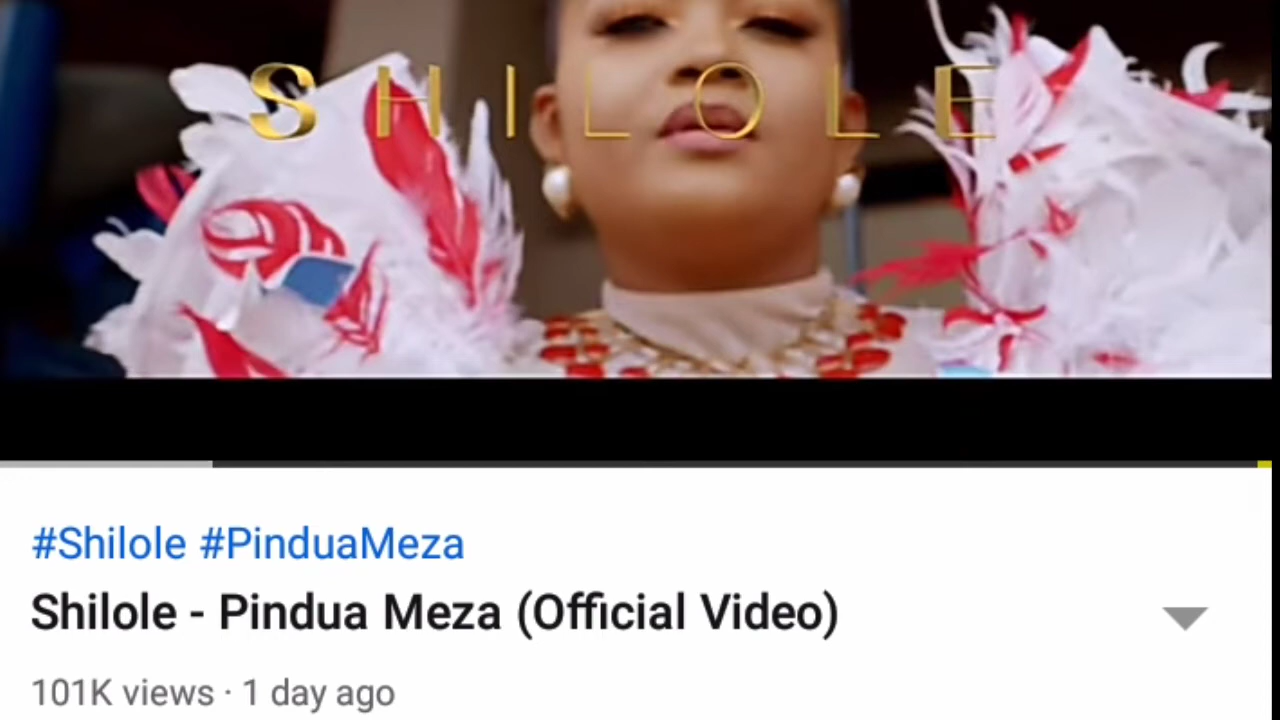 SHILOLE
#Shilole #PinduaMeza
Shilole - Pindua Meza (Official Video)
101K views · 1 day ago